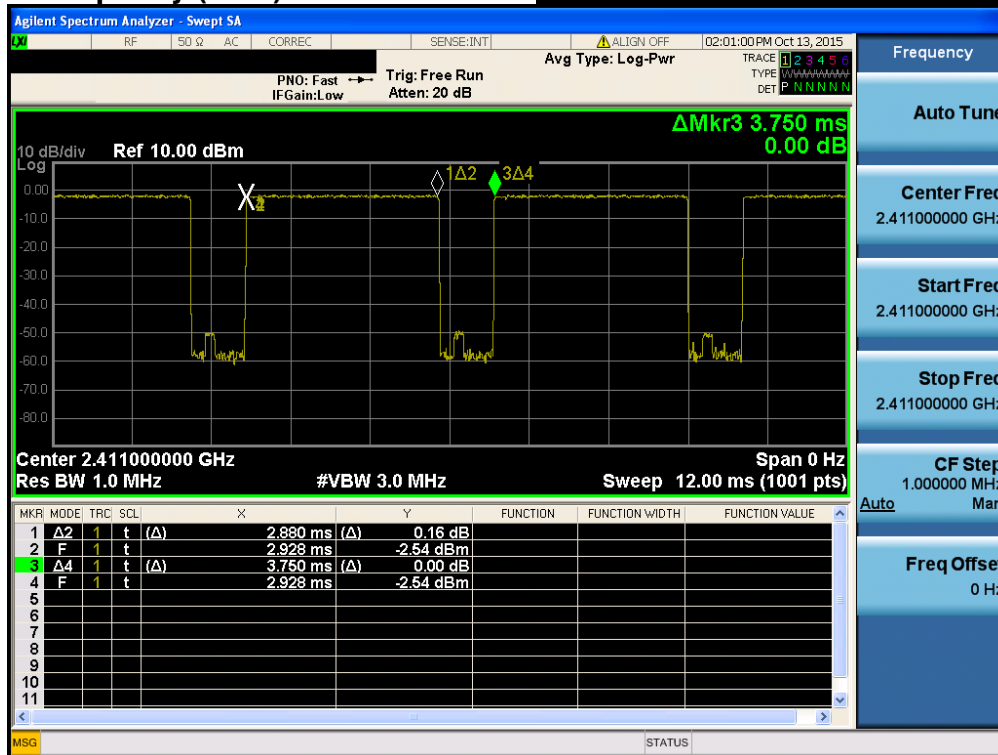 Agilent Spectrum Analyzer - Swept SA
LXI RF 50 Ω AC CORREC SENSE:INT ALIGN OFF 02:01:00 PM Oct 13, 2015
Avg Type: Log-Pwr TRACE 1 2 3 4 5 6
PNO: Fast Trig: Free Run TYPE WWWWWW
IFGain:Low Atten: 20 dB DET P N N N N N
ΔMkr3 3.750 ms
0.00 dB
10 dB/div Ref 10.00 dBm
Log
1Δ2 3Δ4
0.00
-10.0
-20.0
-30.0
-40.0
-50.0
-60.0
-70.0
-80.0
Center 2.411000000 GHz Span 0 Hz
Res BW 1.0 MHz #VBW 3.0 MHz Sweep 12.00 ms (1001 pts)
MKR MODE TRC SCL X Y FUNCTION FUNCTION WIDTH FUNCTION VALUE
1 Δ2 1 t (Δ) 2.880 ms (Δ) 0.16 dB
2 F 1 t 2.928 ms -2.54 dBm
3 Δ4 1 t (Δ) 3.750 ms (Δ) 0.00 dB
4 F 1 t 2.928 ms -2.54 dBm
5
6
7
8
9
10
11
MSG STATUS
Frequency
Auto Tune
Center Freq
2.411000000 GHz
Start Freq
2.411000000 GHz
Stop Freq
2.411000000 GHz
CF Step
1.000000 MHz
Auto Man
Freq Offset
0 Hz